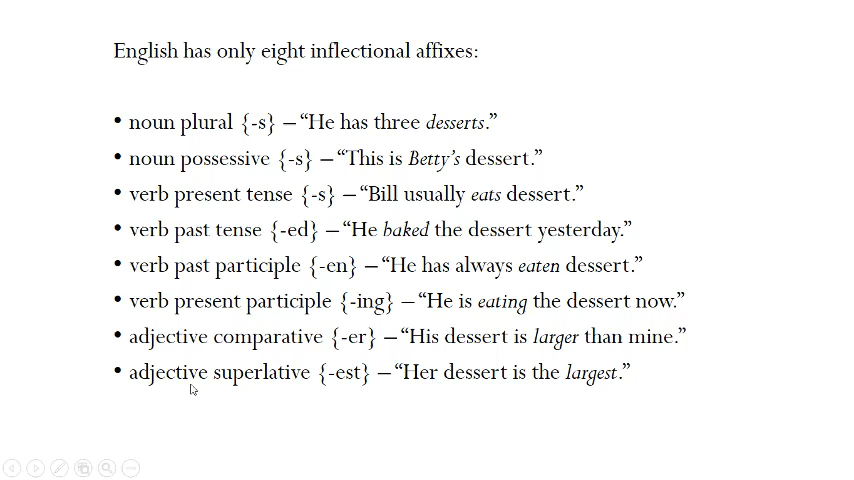 English has only eight inflectional affixes:
• noun plural {-s} – “He has three desserts.”
• noun possessive {-s} – “This is Betty’s dessert.”
• verb present tense {-s} – “Bill usually eats dessert.”
• verb past tense {-ed} – “He baked the dessert yesterday.”
• verb past participle {-en} – “He has always eaten dessert.”
• verb present participle {-ing} – “He is eating the dessert now.”
• adjective comparative {-er} – “His dessert is larger than mine.”
• adjective superlative {-est} – “Her dessert is the largest.”